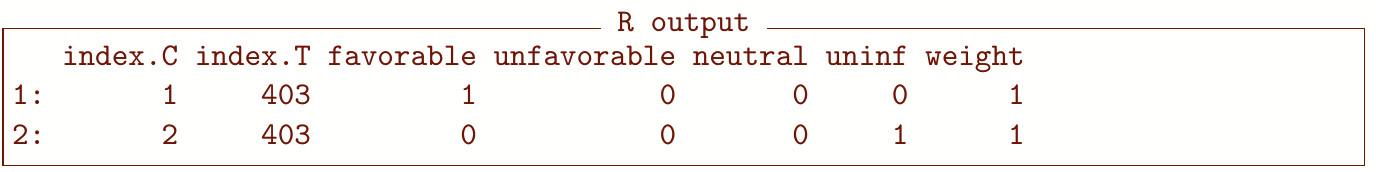 R output
index.C index.T favorable unfavorable neutral uninf weight
1: 1 403 1 0 0 0 1
2: 2 403 0 0 0 1 1